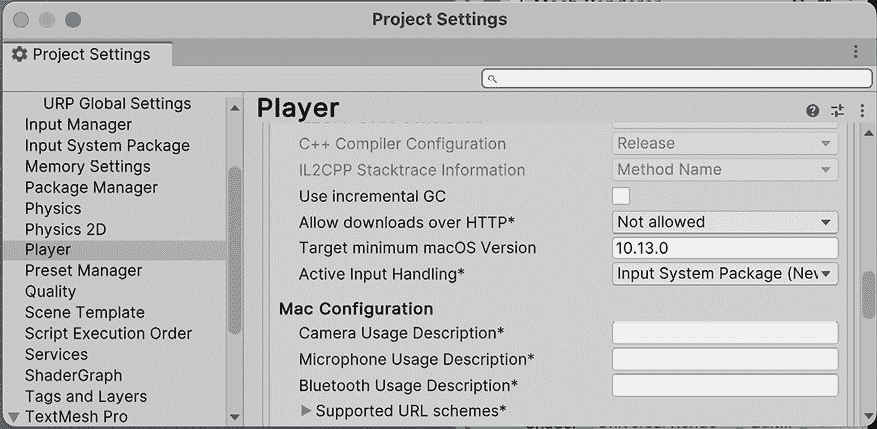 Project Settings
Project Settings
URP Global Settings
Input Manager
Input System Package
Memory Settings
Package Manager
Physics
Physics 2D
Player
Preset Manager
Quality
Scene Template
Script Execution Order
Services
ShaderGraph
Tags and Layers
TextMesh Pro
Player
C++ Compiler Configuration Release
IL2CPP Stacktrace Information Method Name
Use incremental GC
Allow downloads over HTTP* Not allowed
Target minimum macOS Version 10.13.0
Active Input Handling* Input System Package (New
Mac Configuration
Camera Usage Description*
Microphone Usage Description*
Bluetooth Usage Description*
Supported URL schemes*